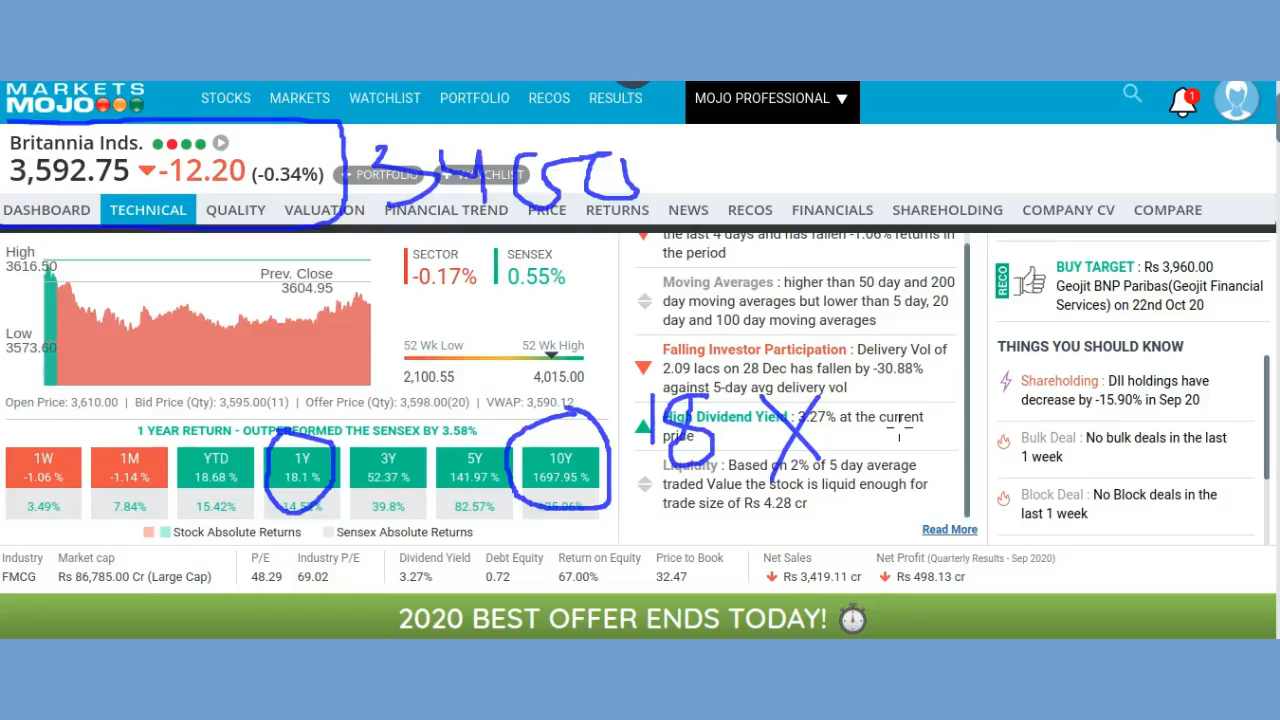 MARKETS
MOJO
STOCKS MARKETS WATCHLIST PORTFOLIO RECOS RESULTS MOJO PROFESSIONAL ▼ 1
Britannia Inds.
3,592.75 -12.20 (-0.34%)
PORTFOLIO WATCHLIST
DASHBOARD TECHNICAL QUALITY VALUATION FINANCIAL TREND PRICE RETURNS NEWS RECOS FINANCIALS SHAREHOLDING COMPANY CV COMPARE
High
3616.50
Prev. Close
3604.95
Low
3573.60
SECTOR
-0.17%
SENSEX
0.55%
52 Wk Low 52 Wk High
2,100.55 4,015.00
Open Price: 3,610.00 | Bid Price (Qty): 3,595.00(11) | Offer Price (Qty): 3,598.00(20) | VWAP: 3,590.12
1 YEAR RETURN - OUTPERFORMED THE SENSEX BY 3.58%
1W 1M YTD 1Y 3Y 5Y 10Y
-1.06 % -1.14 % 18.68 % 18.1 % 52.37 % 141.97 % 1697.95 %
3.49% 7.84% 15.42% 14.52% 39.8% 82.57%
Stock Absolute Returns Sensex Absolute Returns
the last 4 days and has fallen -1.06% returns in
the period
Moving Averages : higher than 50 day and 200
day moving averages but lower than 5 day, 20
day and 100 day moving averages
Falling Investor Participation : Delivery Vol of
2.09 lacs on 28 Dec has fallen by -30.88%
against 5-day avg delivery vol
High Dividend Yield : 3.27% at the current
price
Liquidity : Based on 2% of 5 day average
traded Value the stock is liquid enough for
trade size of Rs 4.28 cr
Read More
18 X
RECO
BUY TARGET : Rs 3,960.00
Geojit BNP Paribas(Geojit Financial
Services) on 22nd Oct 20
THINGS YOU SHOULD KNOW
Shareholding : DII holdings have
decrease by -15.90% in Sep 20
Bulk Deal : No bulk deals in the last
1 week
Block Deal : No Block deals in the
last 1 week
Industry Market cap P/E Industry P/E Dividend Yield Debt Equity Return on Equity Price to Book Net Sales Net Profit (Quarterly Results - Sep 2020)
FMCG Rs 86,785.00 Cr (Large Cap) 48.29 69.02 3.27% 0.72 67.00% 32.47 Rs 3,419.11 cr Rs 498.13 cr
2020 BEST OFFER ENDS TODAY!